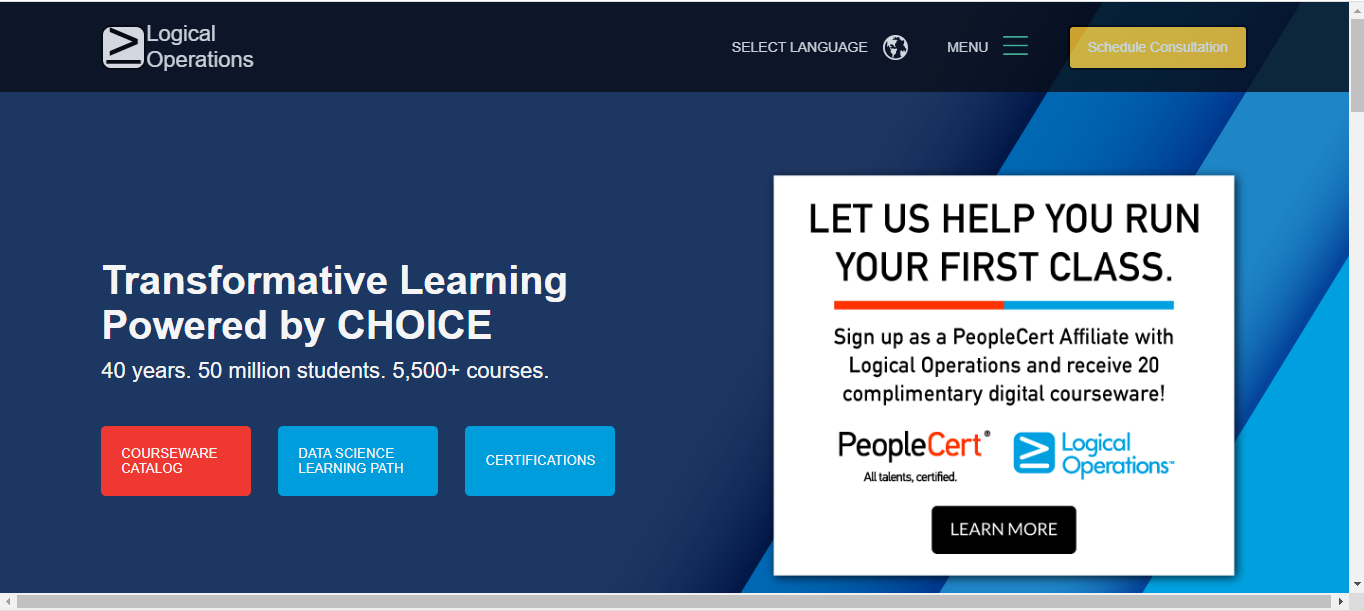 Logical
Operations
SELECT LANGUAGE
MENU
Schedule Consultation
Transformative Learning
Powered by CHOICE
40 years. 50 million students. 5,500+ courses.
COURSEWARE
CATALOG
DATA SCIENCE
LEARNING PATH
CERTIFICATIONS
LET US HELP YOU RUN
YOUR FIRST CLASS.
Sign up as a PeopleCert Affiliate with
Logical Operations and receive 20
complimentary digital courseware!
PeopleCert®
All talents, certified.
Logical
Operations™
LEARN MORE